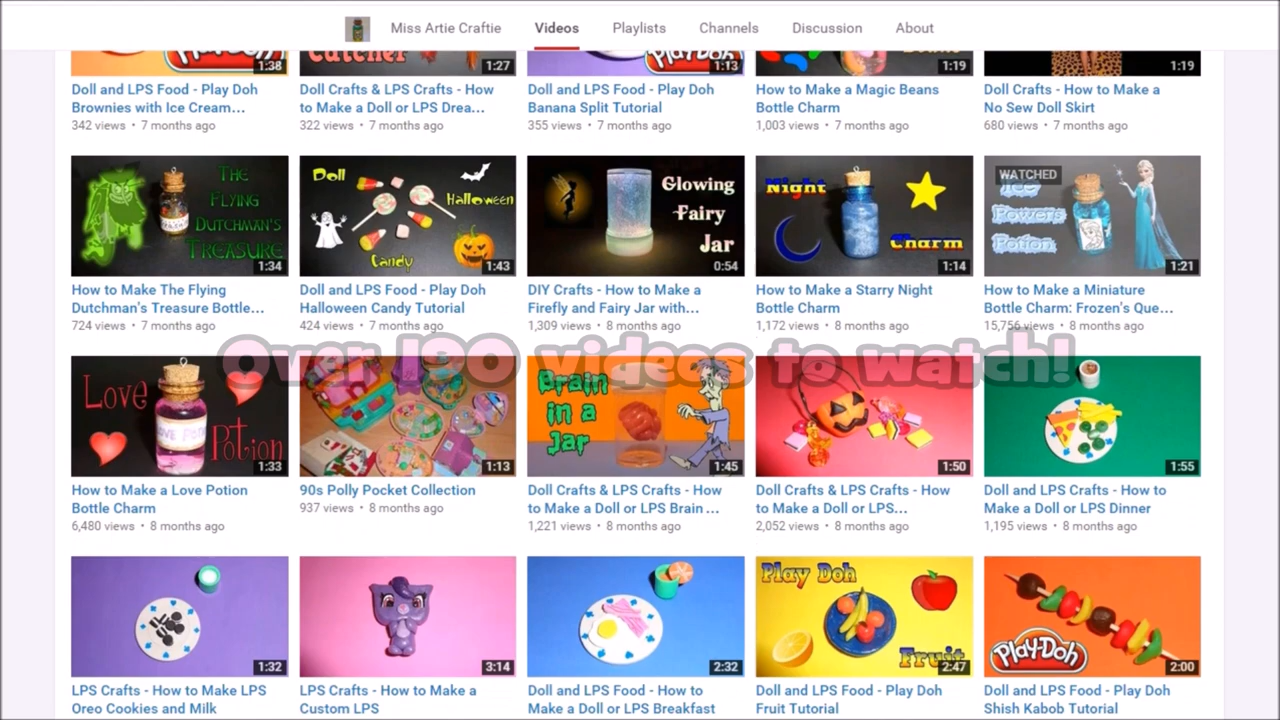 Miss Artie Craftie Videos Playlists Channels Discussion About
1:38 Catcher 1:27 Play-Doh 1:13 1:19 1:19
Doll and LPS Food - Play Doh Brownies with Ice Cream...
342 views • 7 months ago
Doll Crafts & LPS Crafts - How to Make a Doll or LPS Drea...
322 views • 7 months ago
Doll and LPS Food - Play Doh Banana Split Tutorial
355 views • 7 months ago
How to Make a Magic Beans Bottle Charm
1,003 views • 7 months ago
Doll Crafts - How to Make a No Sew Doll Skirt
680 views • 7 months ago
The Flying Dutchman's Treasure 1:34
Doll Halloween Candy 1:43
Glowing Fairy Jar 0:54
Night Charm 1:14
WATCHED Ice Powers Potion 1:21
How to Make The Flying Dutchman's Treasure Bottle...
724 views • 7 months ago
Doll and LPS Food - Play Doh Halloween Candy Tutorial
424 views • 7 months ago
DIY Crafts - How to Make a Firefly and Fairy Jar with...
1,309 views • 8 months ago
How to Make a Starry Night Bottle Charm
1,172 views • 8 months ago
How to Make a Miniature Bottle Charm: Frozen's Que...
15,756 views • 8 months ago
Over 190 videos to watch!
Love Potion 1:33
1:13
Brain in a Jar 1:45
1:50
1:55
How to Make a Love Potion Bottle Charm
6,480 views • 8 months ago
90s Polly Pocket Collection
937 views • 8 months ago
Doll Crafts & LPS Crafts - How to Make a Doll or LPS Brain ...
1,221 views • 8 months ago
Doll Crafts & LPS Crafts - How to Make a Doll or LPS...
2,052 views • 8 months ago
Doll and LPS Crafts - How to Make a Doll or LPS Dinner
1,195 views • 8 months ago
1:32
3:14
2:32
Play Doh Fruit 2:47
Play-Doh 2:00
LPS Crafts - How to Make LPS Oreo Cookies and Milk
LPS Crafts - How to Make a Custom LPS
Doll and LPS Food - How to Make a Doll or LPS Breakfast
Doll and LPS Food - Play Doh Fruit Tutorial
Doll and LPS Food - Play Doh Shish Kabob Tutorial